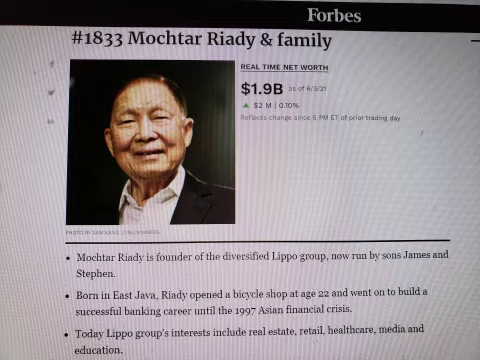 Forbes
#1833 Mochtar Riady & family
REAL TIME NET WORTH
$1.9B as of 6/3/21
$2 M | 0.10%
Reflects change since 5 PM ET of prior trading day
Mochtar Riady is founder of the diversified Lippo group, now run by sons James and
Stephen.
Born in East Java, Riady opened a bicycle shop at age 22 and went on to build a
successful banking career until the 1997 Asian financial crisis.
Today Lippo group's interests include real estate, retail, healthcare, media and
education.